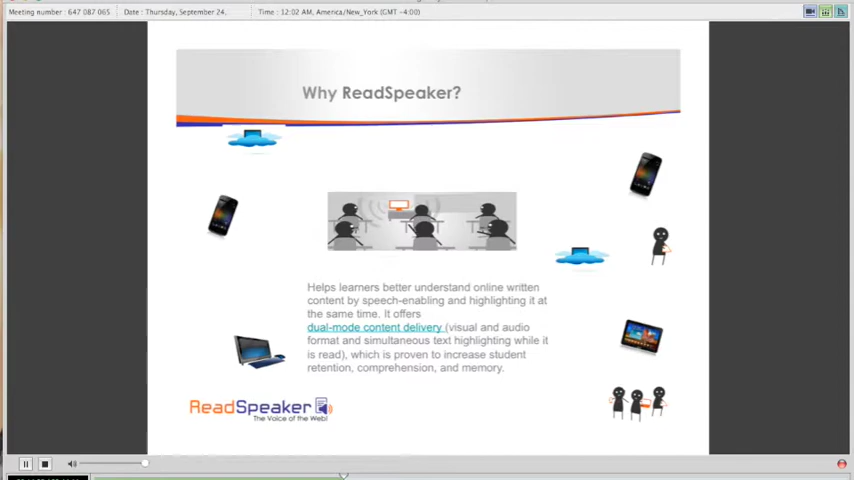 Meeting number : 647 087 065 Date : Thursday, September 24, Time : 12:02 AM, America/New_York (GMT -4:00)
Why ReadSpeaker?
Helps learners better understand online written
content by speech-enabling and highlighting it at
the same time. It offers
dual-mode content delivery (visual and audio
format and simultaneous text highlighting while it
is read), which is proven to increase student
retention, comprehension, and memory.
ReadSpeaker
The Voice of the Web!